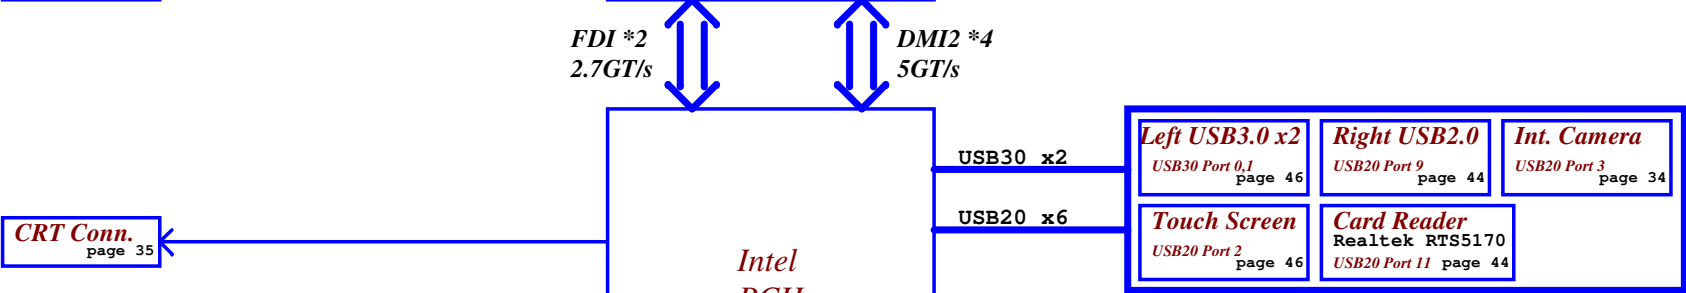 FDI *2
2.7GT/s
DMI2 *4
5GT/s
USB30 x2
USB20 x6
Left USB3.0 x2
USB30 Port 0,1
page 46
Right USB2.0
USB20 Port 9
page 44
Int. Camera
USB20 Port 3
page 34
Touch Screen
USB20 Port 2
page 46
Card Reader
Realtek RTS5170
USB20 Port 11 page 44
CRT Conn.
page 35
Intel
PCH